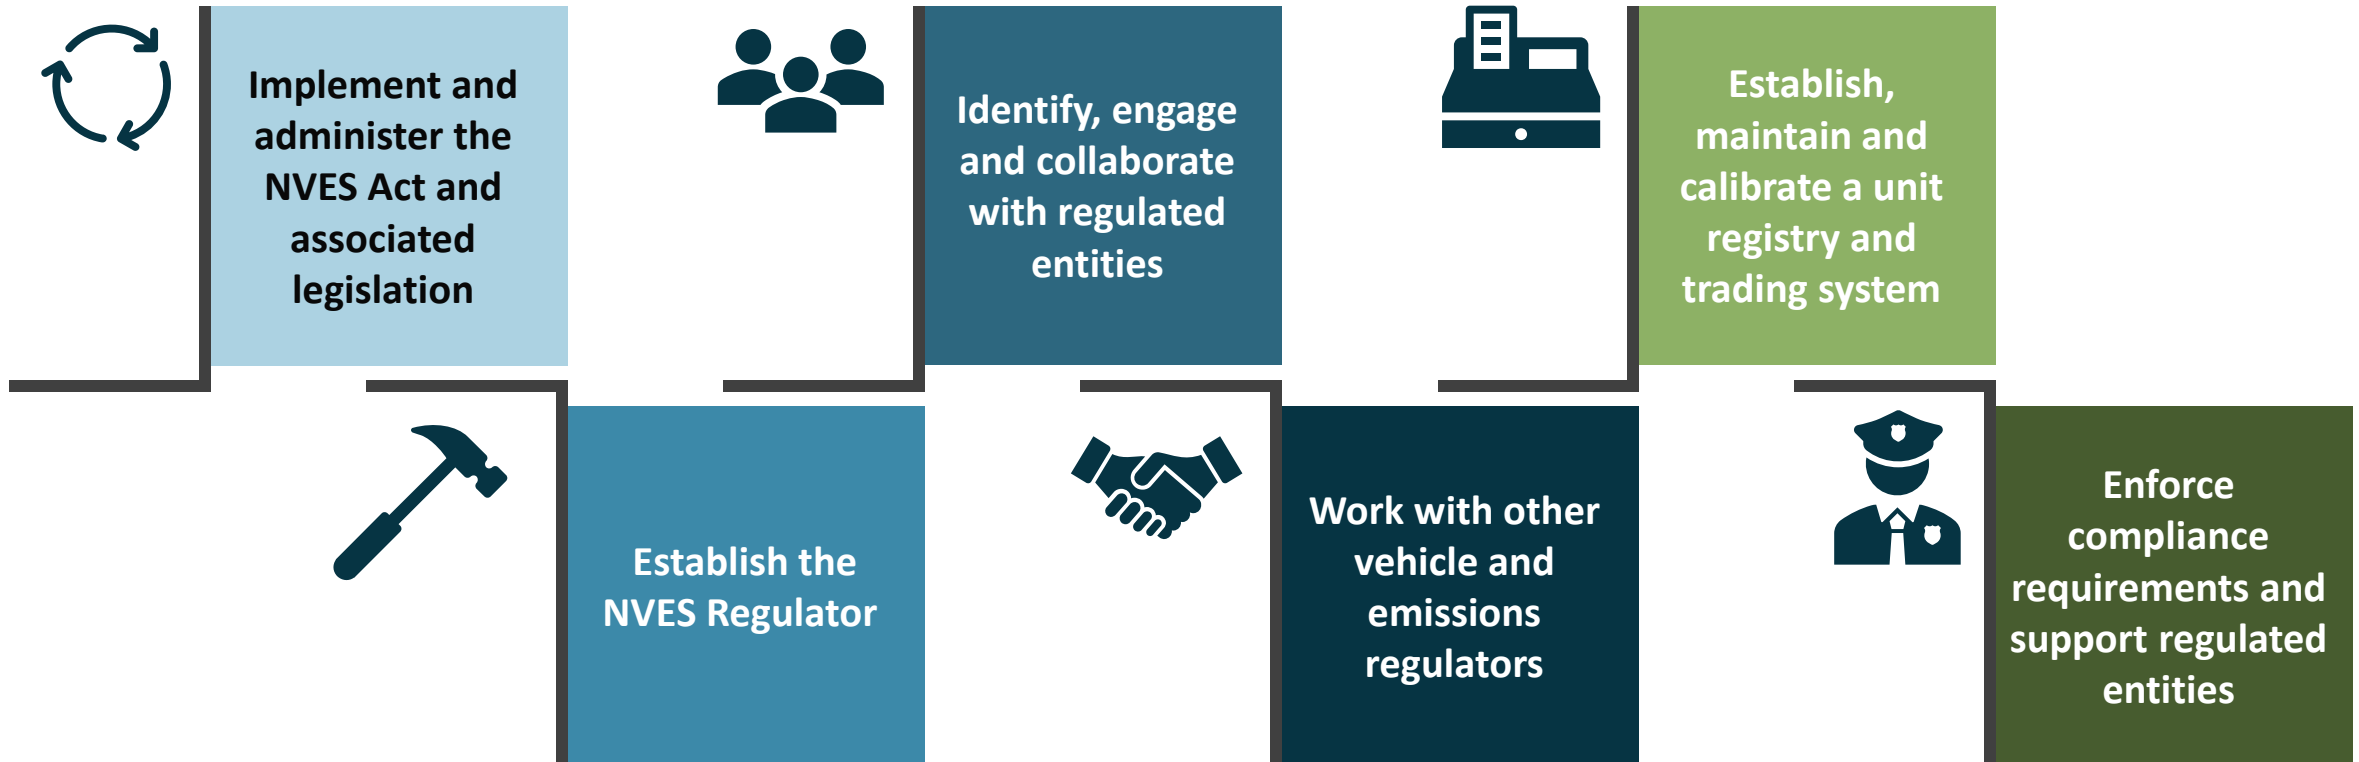 Implement and
administer the
NVES Act and
associated
legislation
Establish the
NVES Regulator
Identify, engage
and collaborate
with regulated
entities
Work with other
vehicle and
emissions
regulators
Establish,
maintain and
calibrate a unit
registry and
trading system
Enforce
compliance
requirements and
support regulated
entities